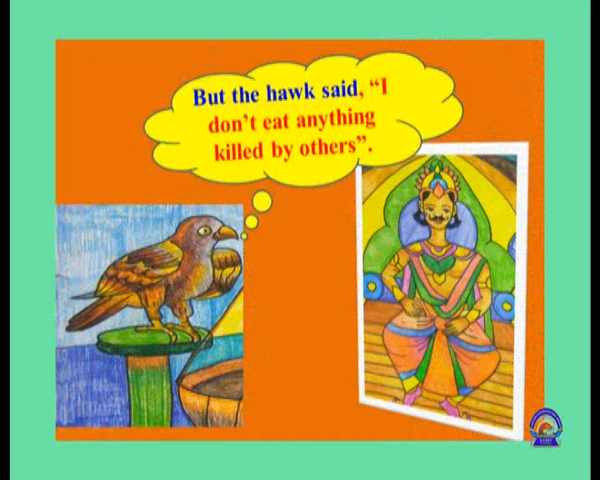 But the hawk said, “I
don’t eat anything
killed by others”.